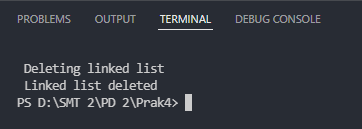 PROBLEMS OUTPUT TERMINAL DEBUG CONSOLE
Deleting linked list
Linked list deleted
PS D:\SMT 2\PD 2\Prak4>